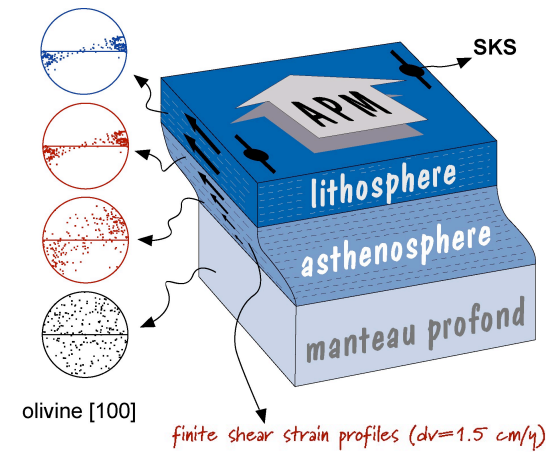 SKS
APM
lithosphere
asthenosphere
manteau profond
olivine [100]
finite shear strain profiles (dv=1.5 cm/y)